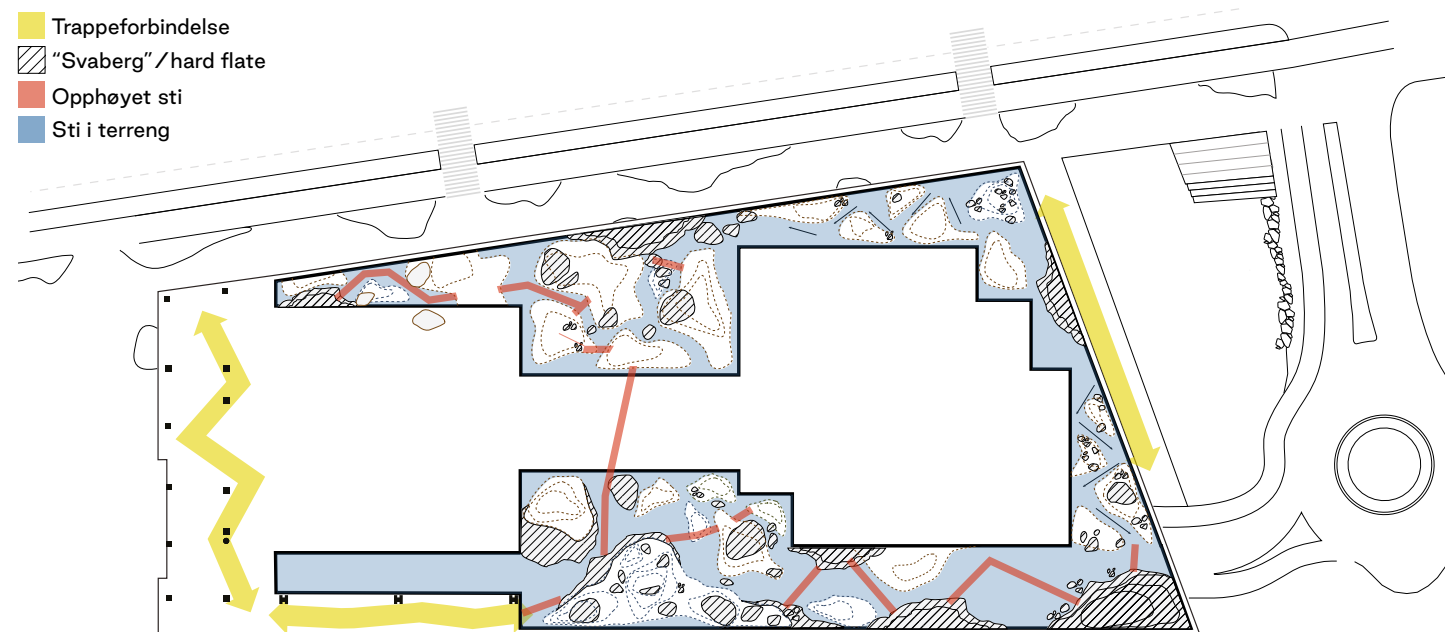 Trappeforbindelse
“Svaberg”/hard flate
Opphøyet sti
Sti i terreng